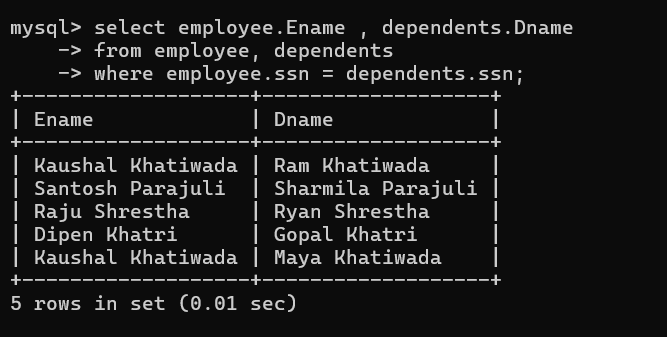 mysql> select employee.Ename , dependents.Dname
    -> from employee, dependents
    -> where employee.ssn = dependents.ssn;
+-------------------+-------------------+
| Ename             | Dname             |
+-------------------+-------------------+
| Kaushal Khatiwada | Ram Khatiwada     |
| Santosh Parajuli  | Sharmila Parajuli |
| Raju Shrestha     | Ryan Shrestha     |
| Dipen Khatri      | Gopal Khatri      |
| Kaushal Khatiwada | Maya Khatiwada    |
+-------------------+-------------------+
5 rows in set (0.01 sec)